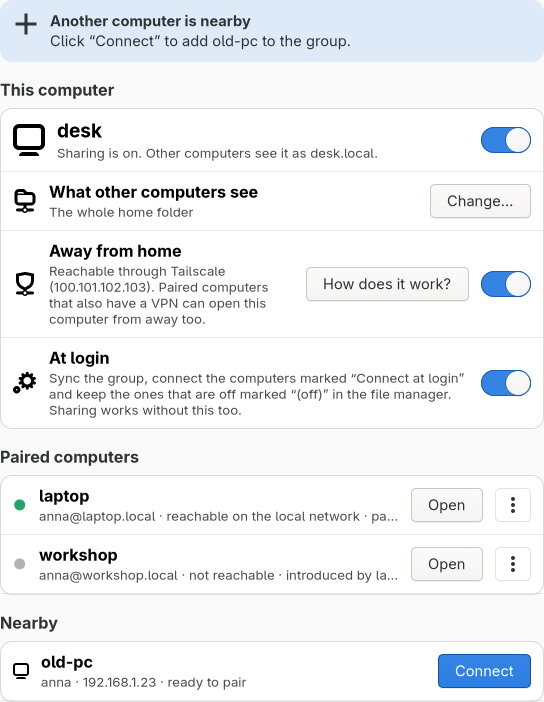 Another computer is nearby
Click “Connect” to add old-pc to the group.
This computer
desk
Sharing is on. Other computers see it as desk.local.
What other computers see
The whole home folder
Change...
Away from home
Reachable through Tailscale
(100.101.102.103). Paired computers
that also have a VPN can open this
computer from away too.
How does it work?
At login
Sync the group, connect the computers marked “Connect at login”
and keep the ones that are off marked “(off)” in the file manager.
Sharing works without this too.
Paired computers
laptop
anna@laptop.local · reachable on the local network · pa...
Open
workshop
anna@workshop.local · not reachable · introduced by la...
Open
Nearby
old-pc
anna · 192.168.1.23 · ready to pair
Connect